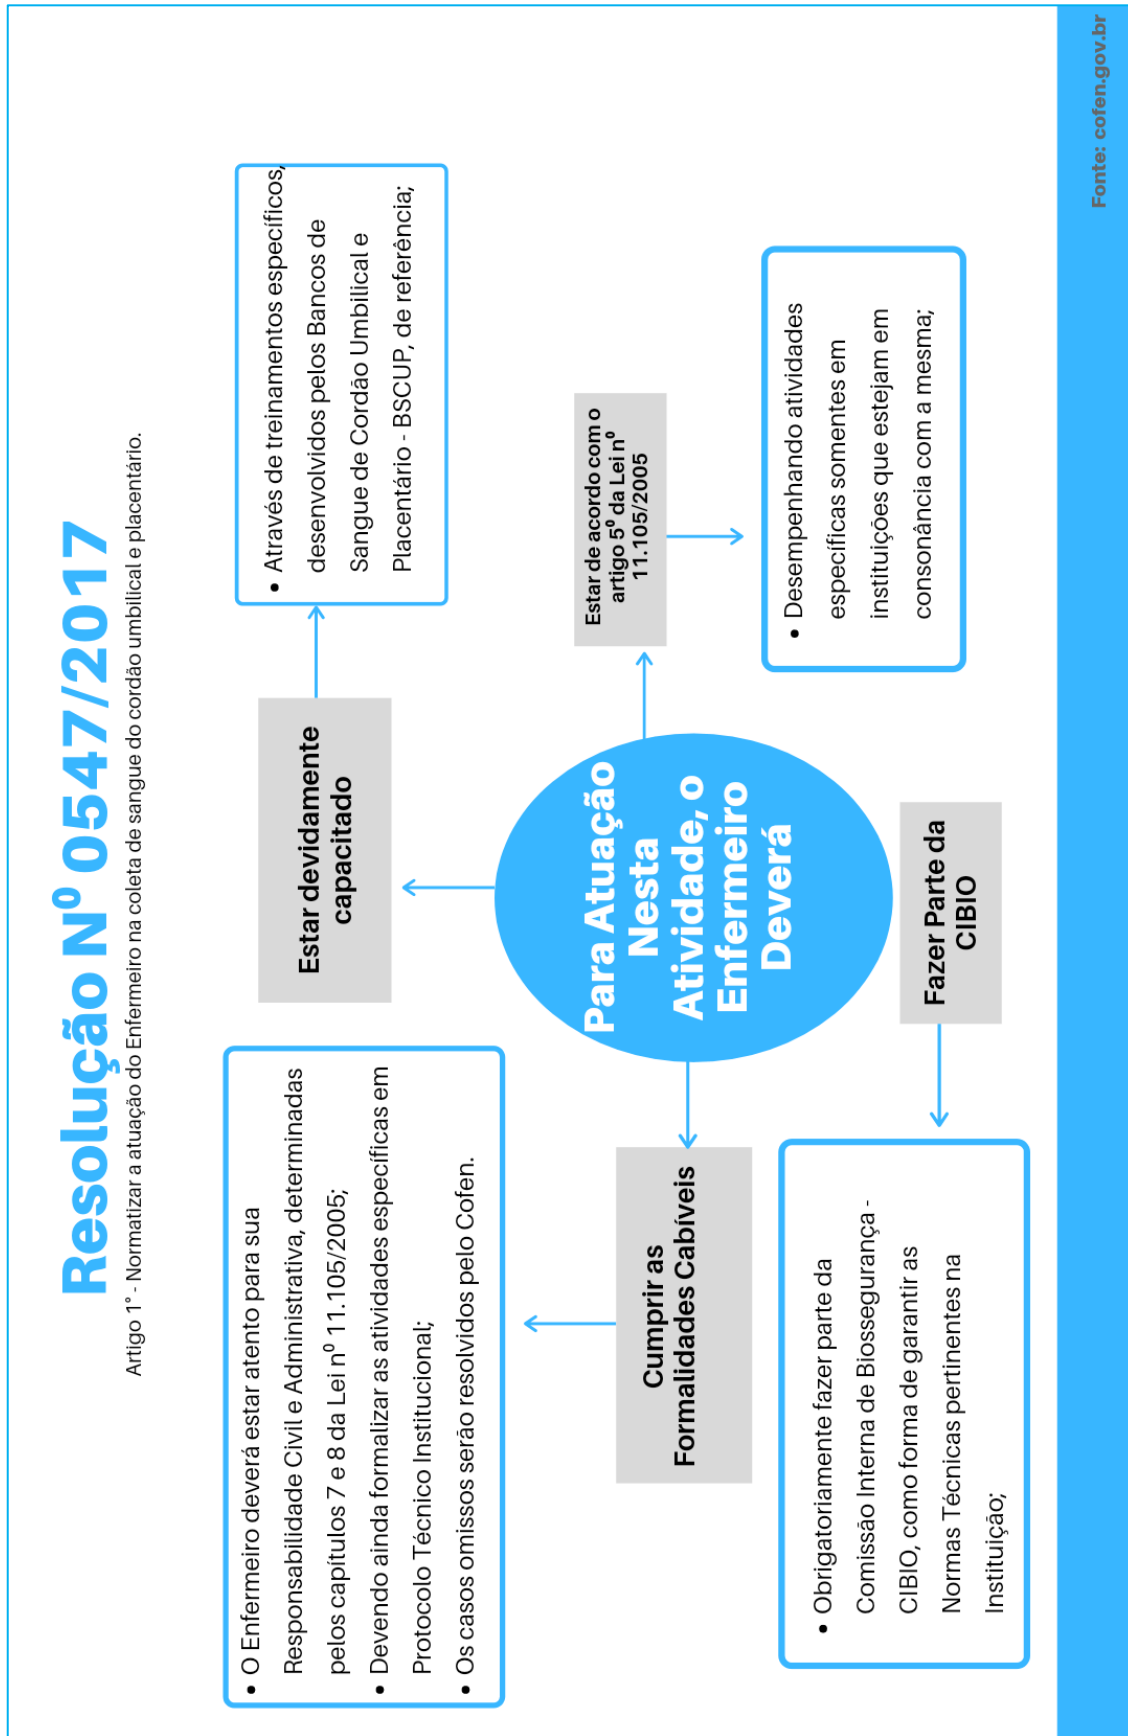 Resolução Nº 0547/2017
Artigo 1° - Normatizar a atuação do Enfermeiro na coleta de sangue do cordão umbilical e placentário.
• O Enfermeiro deverá estar atento para sua
Responsabilidade Civil e Administrativa, determinadas
pelos capítulos 7 e 8 da Lei nº 11.105/2005;
• Devendo ainda formalizar as atividades específicas em
Protocolo Técnico Institucional;
• Os casos omissos serão resolvidos pelo Cofen.
Estar devidamente
capacitado
• Através de treinamentos específicos,
desenvolvidos pelos Bancos de
Sangue de Cordão Umbilical e
Placentário - BSCUP, de referência;
Cumprir as
Formalidades Cabíveis
Para Atuação
Nesta
Atividade, o
Enfermeiro
Deverá
Estar de acordo com o
artigo 5º da Lei nº
11.105/2005
• Obrigatoriamente fazer parte da
Comissão Interna de Biossegurança -
CIBIO, como forma de garantir as
Normas Técnicas pertinentes na
Instituição;
Fazer Parte da
CIBIO
• Desempenhando atividades
específicas somentes em
instituições que estejam em
consonância com a mesma;
Fonte: cofen.gov.br